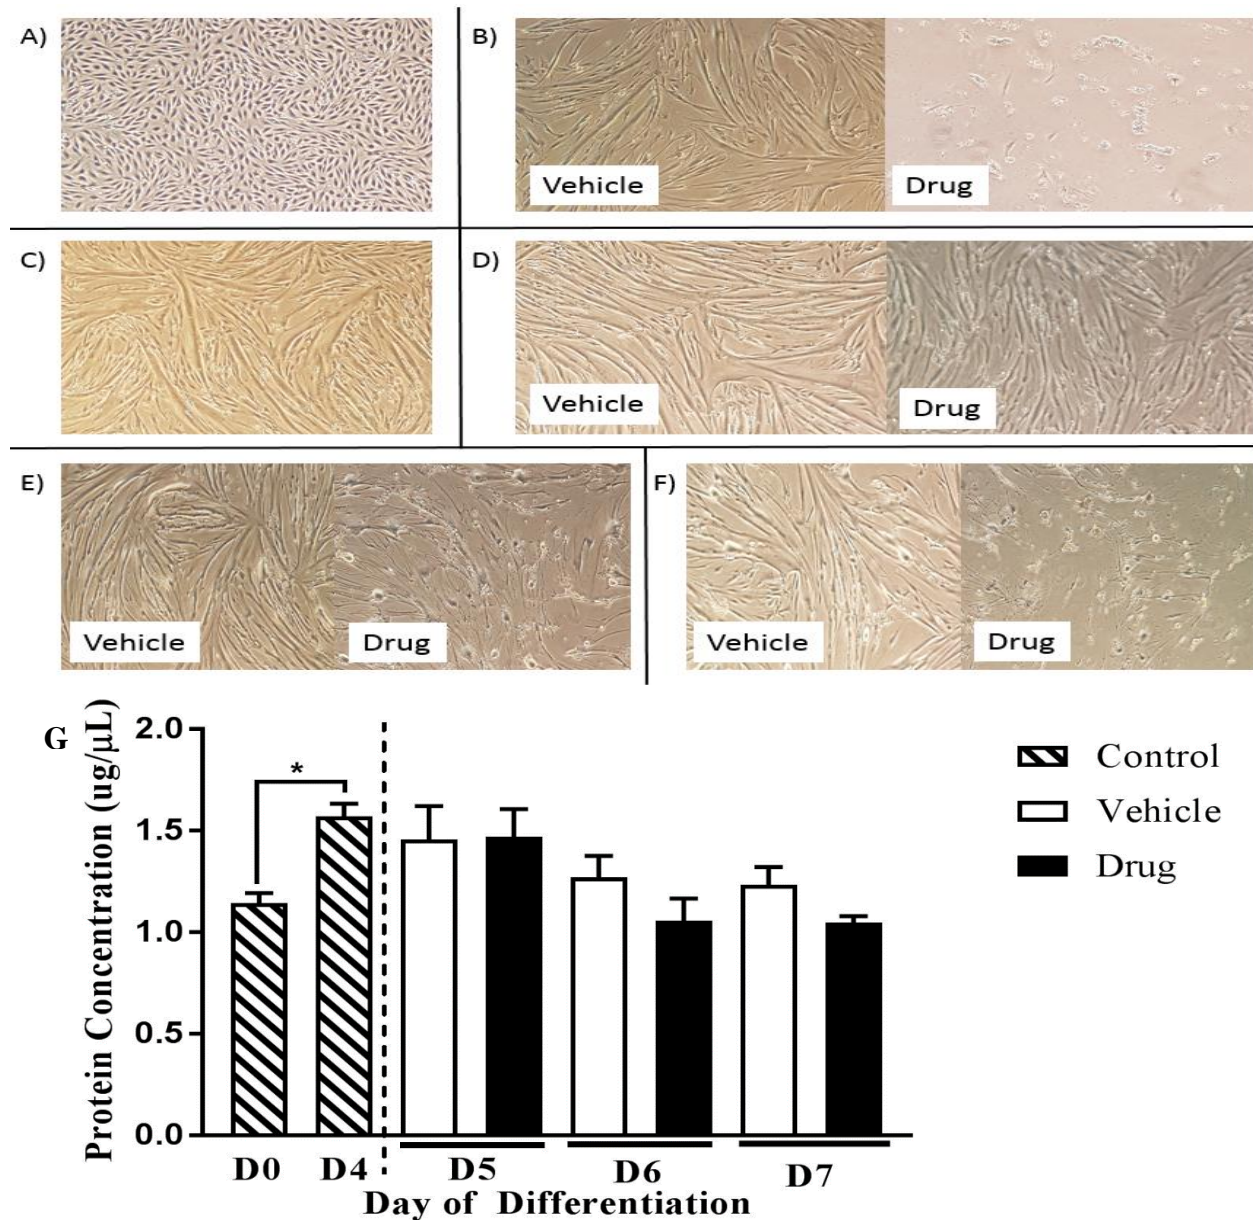 A)
B)
Vehicle
Drug
C)
D)
Vehicle
Drug
E)
Vehicle
Drug
F)
Vehicle
Drug
G
Protein Concentration (ug/µL)
2.0
1.5
1.0
0.5
0.0
*
D0 D4 D5 D6 D7
Day of Differentiation
Control
Vehicle
Drug